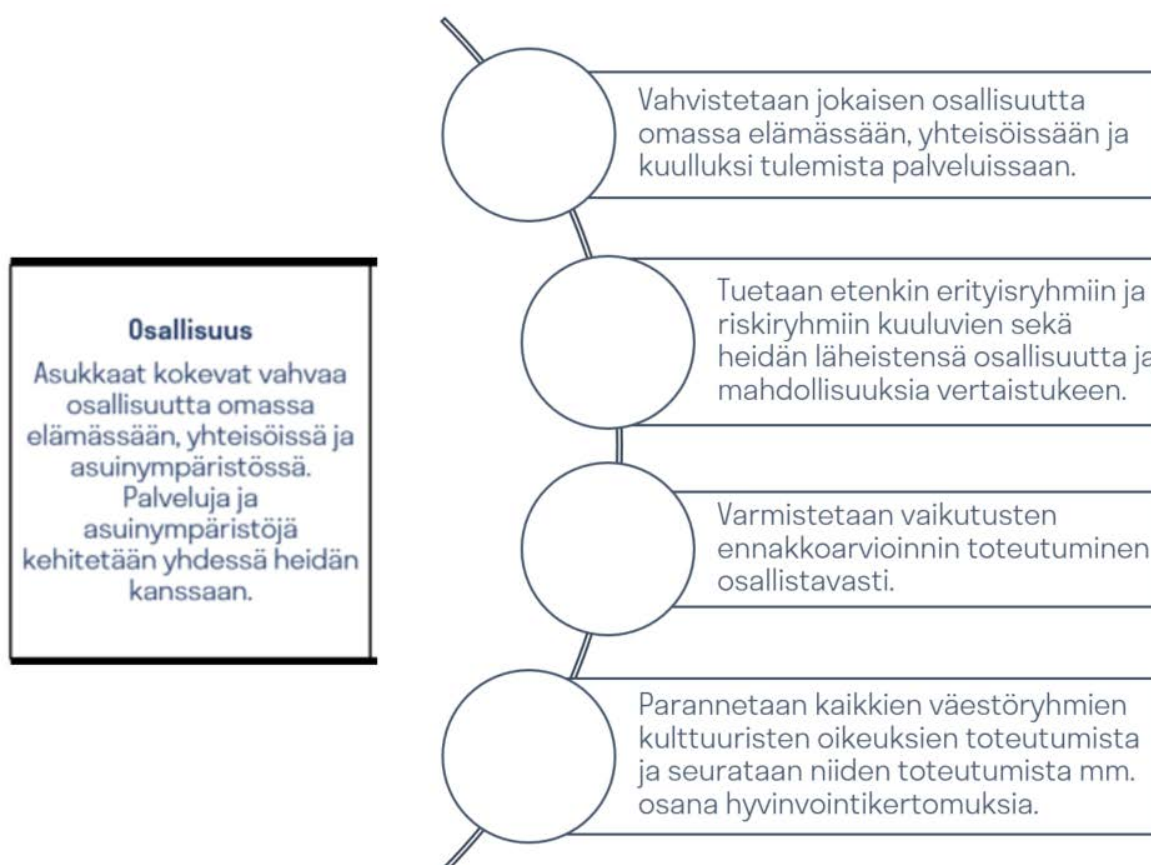 Osallisuus
Asukkaat kokevat vahvaa
osallisuutta omassa
elämässään, yhteisöissä ja
asuinympäristössä.
Palveluja ja
asuinympäristöjä
kehitetään yhdessä heidän
kanssaan.
Vahvistetaan jokaisen osallisuutta
omassa elämässään, yhteisöissään ja
kuulluksi tulemista palveluissaan.
Tuetaan etenkin erityisryhmiin ja
riskiryhmiin kuuluvien sekä
heidän läheistensä osallisuutta ja
mahdollisuuksia vertaistukeen.
Varmistetaan vaikutusten
ennakkoarvioinnin toteutuminen
osallistavasti.
Parannetaan kaikkien väestöryhmien
kulttuuristen oikeuksien toteutumista
ja seurataan niiden toteutumista mm.
osana hyvinvointikertomuksia.